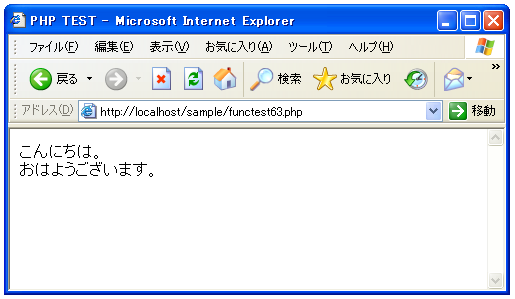 PHP TEST - Microsoft Internet Explorer
ファイル(F) 編集(E) 表示(V) お気に入り(A) ツール(T) ヘルプ(H)
戻る 検索 お気に入り »
アドレス(D) http://localhost/sample/functest63.php 移動
こんにちは。
おはようございます。